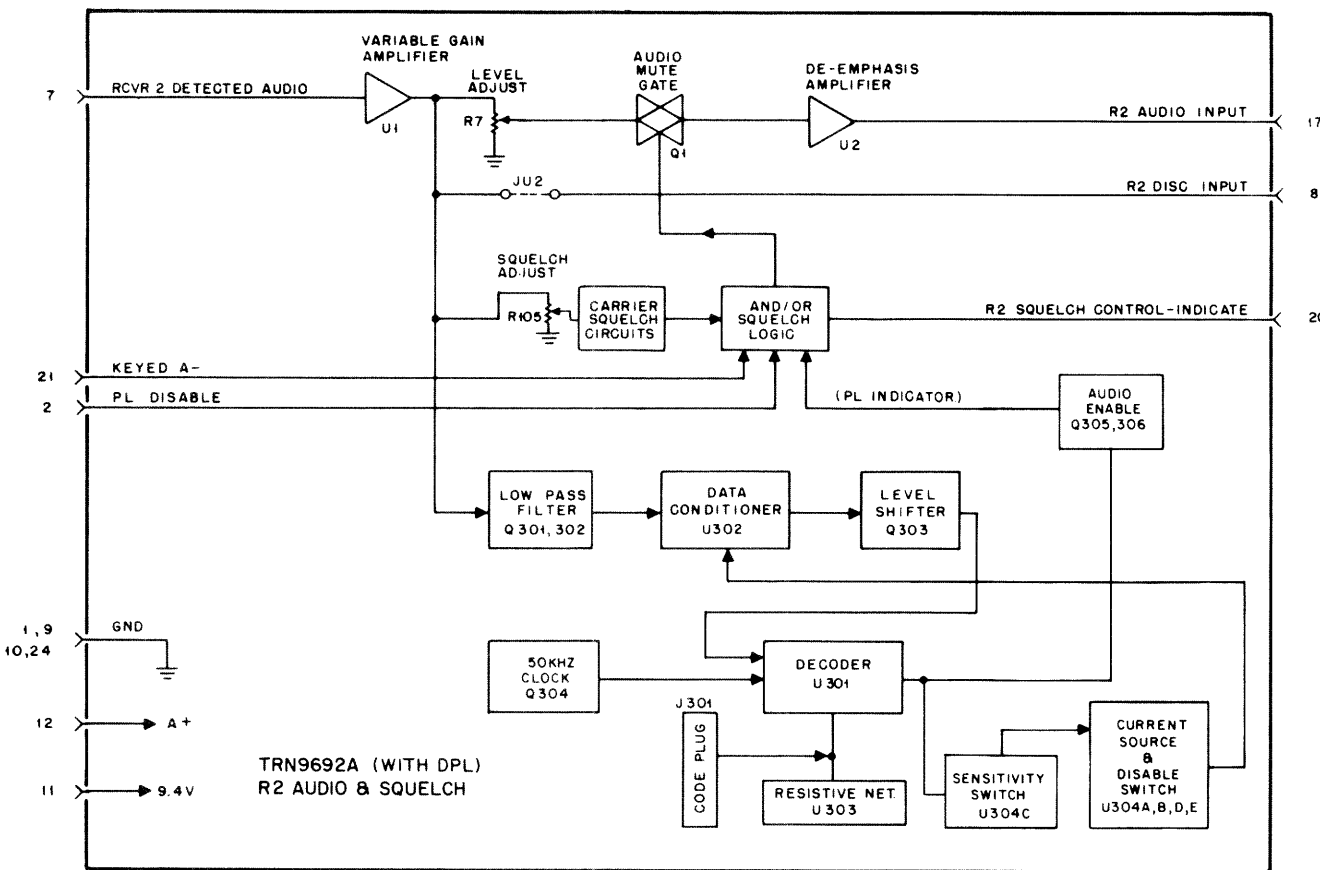 VARIABLE GAIN
AMPLIFIER
U1
7
RCVR 2 DETECTED AUDIO
LEVEL
ADJUST
R7
AUDIO
MUTE
GATE
Q1
DE-EMPHASIS
AMPLIFIER
U2
R2 AUDIO INPUT
17
JU2
R2 DISC INPUT
8
SQUELCH
ADJUST
R105
CARRIER
SQUELCH
CIRCUITS
AND/OR
SQUELCH
LOGIC
R2 SQUELCH CONTROL-INDICATE
20
21
KEYED A-
2
PL DISABLE
(PL INDICATOR)
AUDIO
ENABLE
Q305,306
LOW PASS
FILTER
Q301,302
DATA
CONDITIONER
U302
LEVEL
SHIFTER
Q303
1,9
10,24
GND
50KHZ
CLOCK
Q304
DECODER
U301
J301
CODE PLUG
RESISTIVE NET.
U303
SENSITIVITY
SWITCH
U304C
CURRENT
SOURCE
&
DISABLE
SWITCH
U304A,B,D,E
12
A+
11
9.4V
TRN9692A (WITH DPL)
R2 AUDIO & SQUELCH